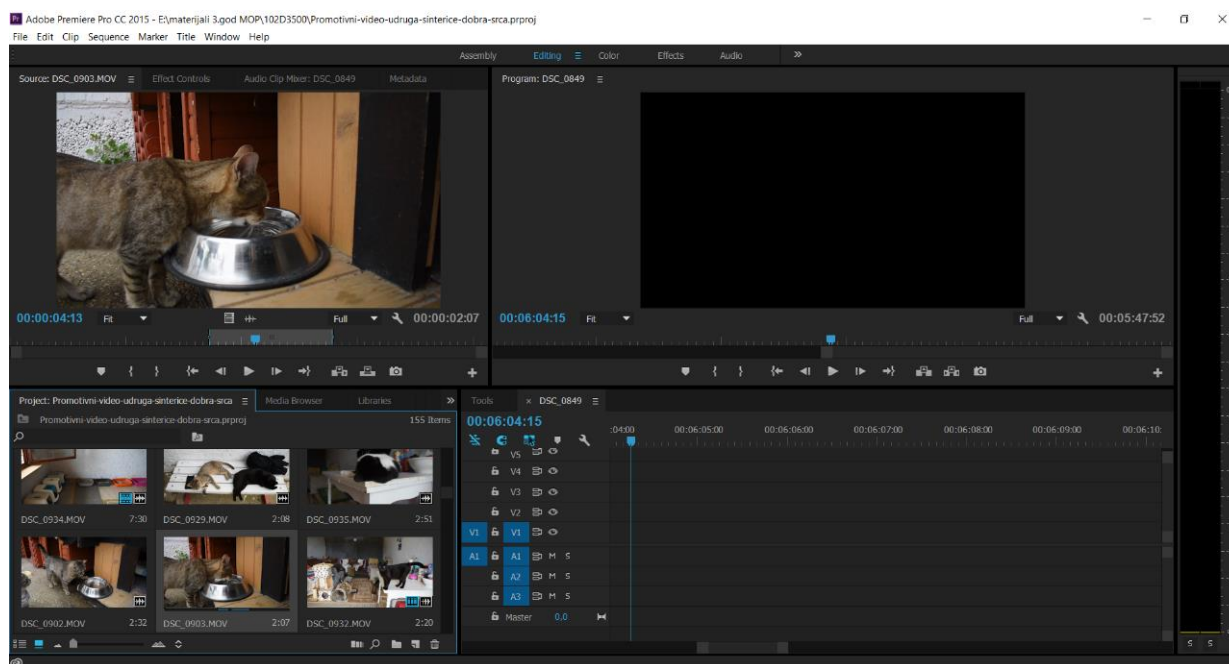 Pr Adobe Premiere Pro CC 2015 - E:\materijali 3.god MOP\102D3500\Promotivni-video-udruga-sinterice-dobra-srca.prproj
File Edit Clip Sequence Marker Title Window Help
Assembly Editing Color Effects Audio
Source: DSC_0903.MOV Effect Controls Audio Clip Mixer: DSC_0849 Metadata
Program: DSC_0849
00:00:04:13 Fit Full 00:00:02:07
00:06:04:15 Fit Full 00:05:47:52
Project: Promotivni-video-udruga-sinterice-dobra-srca Media Browser Libraries
Promotivni-video-udruga-sinterice-dobra-srca.prproj 155 Items
DSC_0934.MOV 7:30 DSC_0929.MOV 2:08 DSC_0935.MOV 2:51
DSC_0902.MOV 2:32 DSC_0903.MOV 2:07 DSC_0932.MOV 2:20
Tools × DSC_0849
00:06:04:15
:04:00 00:06:05:00 00:06:06:00 00:06:07:00 00:06:08:00 00:06:09:00 00:06:10:
V5
V4
V3
V2
V1 V1
A1 A1 M S
A2 M S
A3 M S
Master 0,0
S S